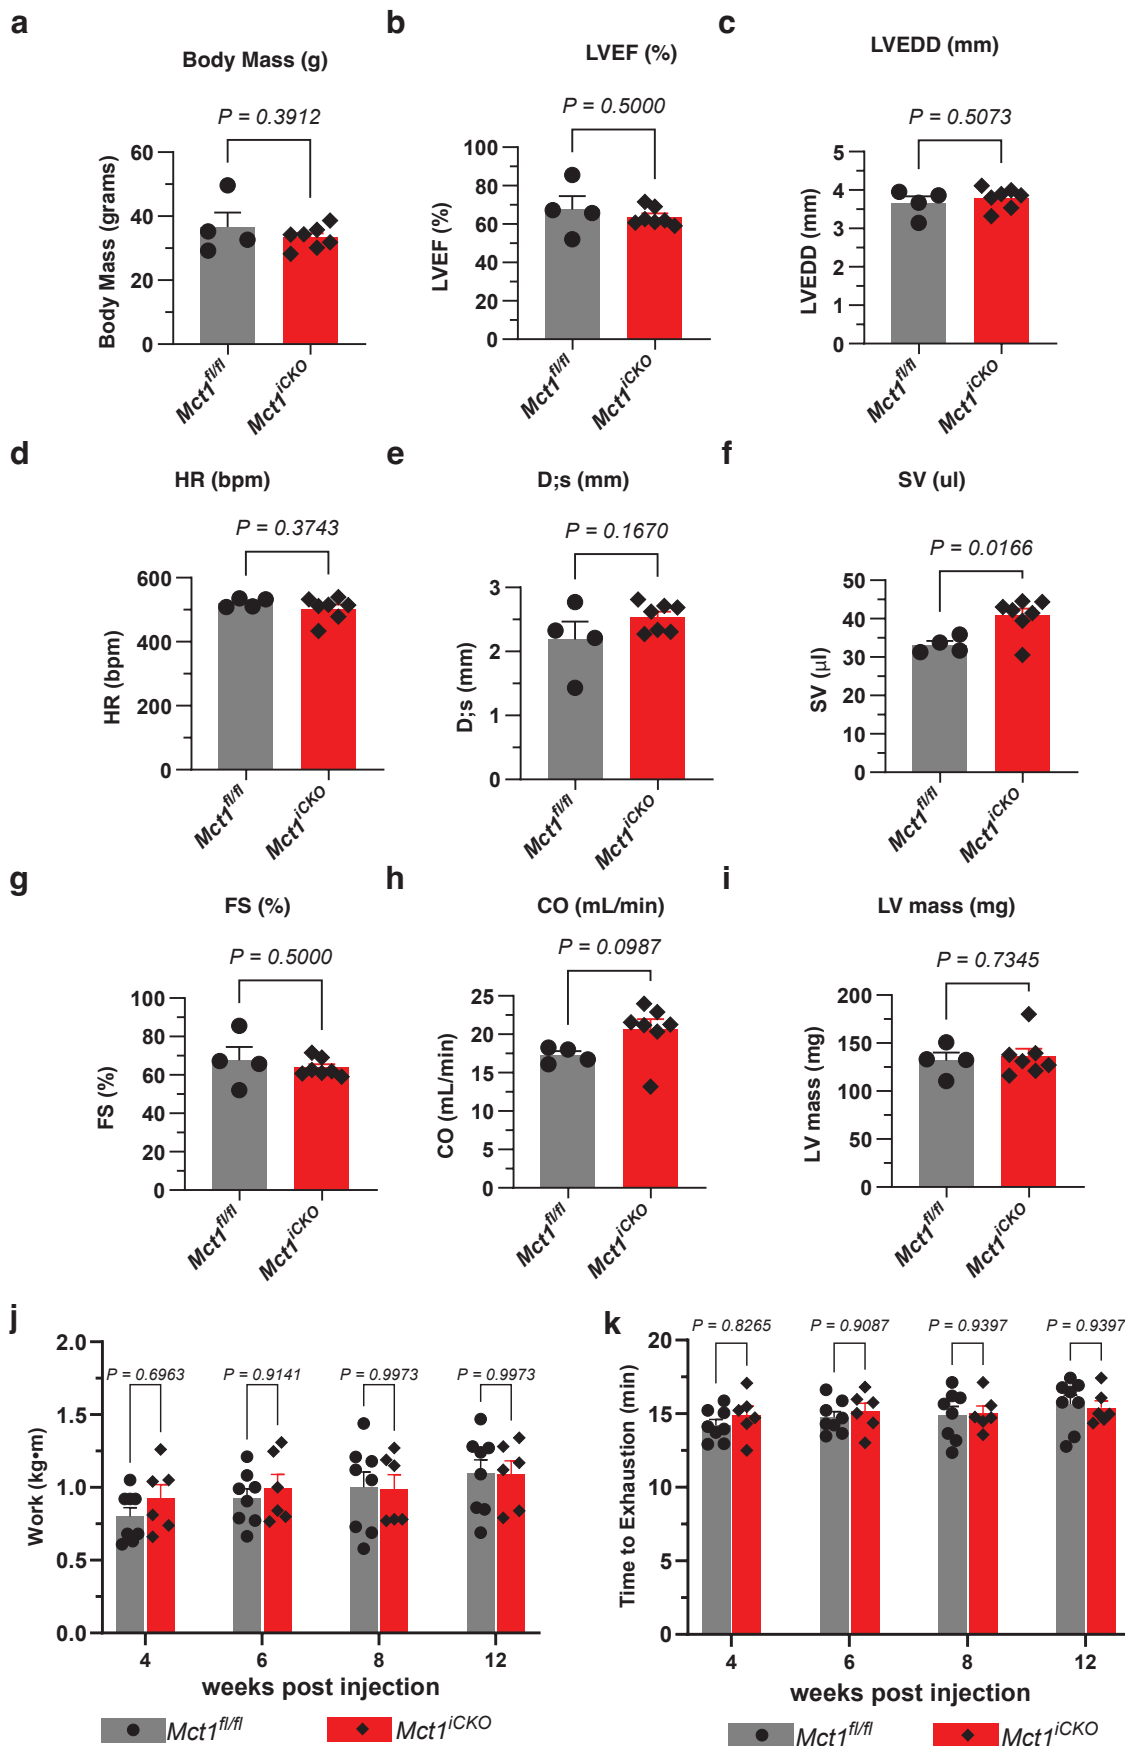 a
Body Mass (g)
P = 0.3912
Body Mass (grams)
60
40
20
0
Mct1fl/fl
Mct1iCKO
b
LVEF (%)
P = 0.5000
LVEF (%)
100
80
60
40
20
0
Mct1fl/fl
Mct1iCKO
c
LVEDD (mm)
P = 0.5073
LVEDD (mm)
5
4
3
2
1
0
Mct1fl/fl
Mct1iCKO
d
HR (bpm)
P = 0.3743
HR (bpm)
600
400
200
0
Mct1fl/fl
Mct1iCKO
e
D;s (mm)
P = 0.1670
D;s (mm)
3
2
1
0
Mct1fl/fl
Mct1iCKO
f
SV (ul)
P = 0.0166
SV (µl)
50
40
30
20
10
0
Mct1fl/fl
Mct1iCKO
g
FS (%)
P = 0.5000
FS (%)
100
80
60
40
20
0
Mct1fl/fl
Mct1iCKO
h
CO (mL/min)
P = 0.0987
CO (mL/min)
25
20
15
10
5
0
Mct1fl/fl
Mct1iCKO
i
LV mass (mg)
P = 0.7345
LV mass (mg)
200
150
100
50
0
Mct1fl/fl
Mct1iCKO
j
P = 0.6963 P = 0.9141 P = 0.9973 P = 0.9973
Work (kg•m)
2.0
1.5
1.0
0.5
0.0
4 6 8 12
weeks post injection
Mct1fl/fl Mct1iCKO
k
P = 0.8265 P = 0.9087 P = 0.9397 P = 0.9397
Time to Exhaustion (min)
20
15
10
5
0
4 6 8 12
weeks post injection
Mct1fl/fl Mct1iCKO